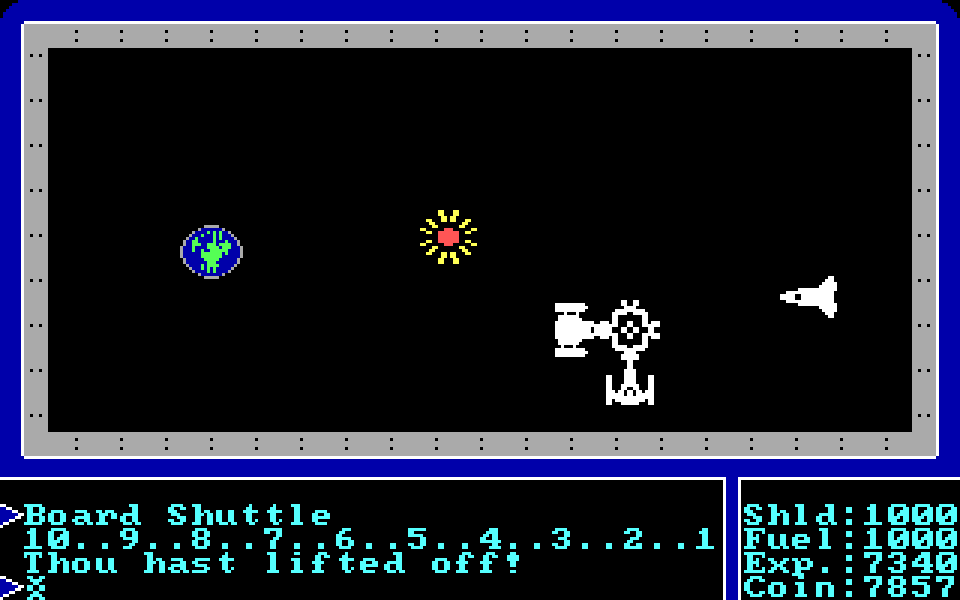 Board Shuttle
10..9..8..7..6..5..4..3..2..1
Thou hast lifted off!
Shld:1000
Fuel:1000
Exp.:7340
Coin:7857